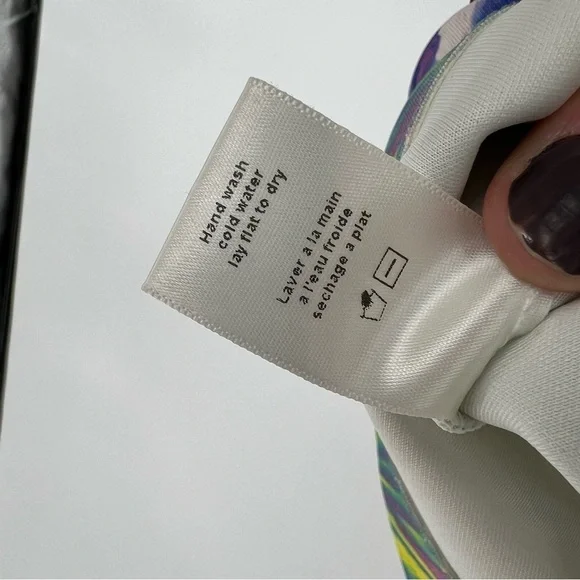 Hand wash
cold water
lay flat to dry
Laver a la main
a l'eau froide
sechage a plat